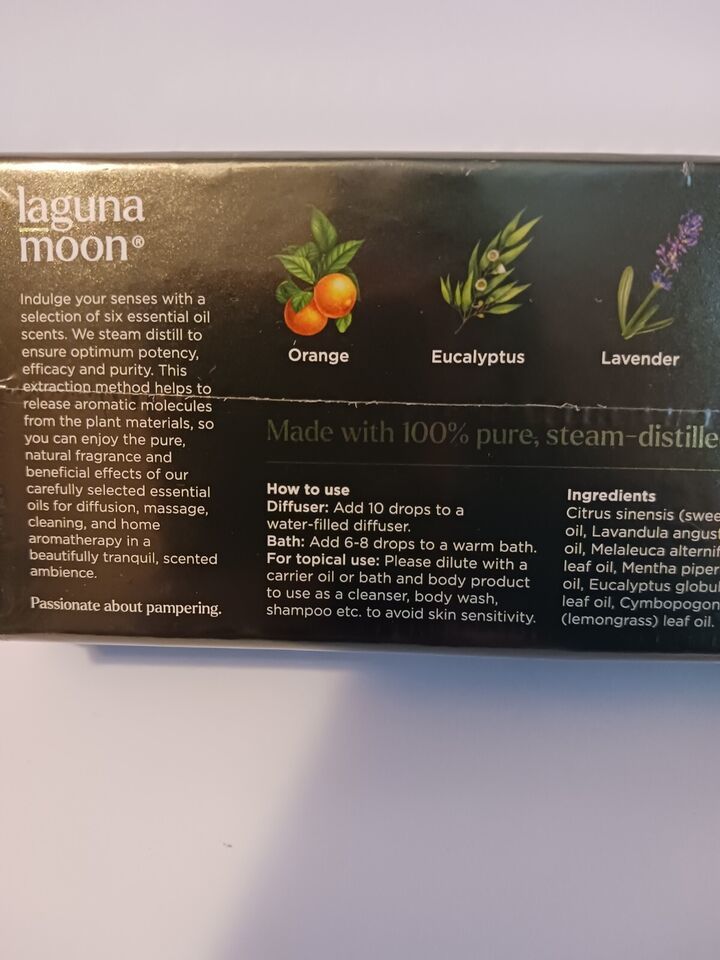 laguna
moon®
Indulge your senses with a
selection of six essential oil
scents. We steam distill to
ensure optimum potency,
efficacy and purity. This
extraction method helps to
release aromatic molecules
from the plant materials, so
you can enjoy the pure,
natural fragrance and
beneficial effects of our
carefully selected essential
oils for diffusion, massage,
cleaning, and home
aromatherapy in a
beautifully tranquil, scented
ambience.
Passionate about pampering.
Orange
Eucalyptus
Lavender
Made with 100% pure, steam-distille
How to use
Diffuser: Add 10 drops to a
water-filled diffuser.
Bath: Add 6-8 drops to a warm bath.
For topical use: Please dilute with a
carrier oil or bath and body product
to use as a cleanser, body wash,
shampoo etc. to avoid skin sensitivity.
Ingredients
Citrus sinensis (swee
oil, Lavandula angust
oil, Melaleuca alternif
leaf oil, Mentha piper
oil, Eucalyptus globul
leaf oil, Cymbopogon
(lemongrass) leaf oil.